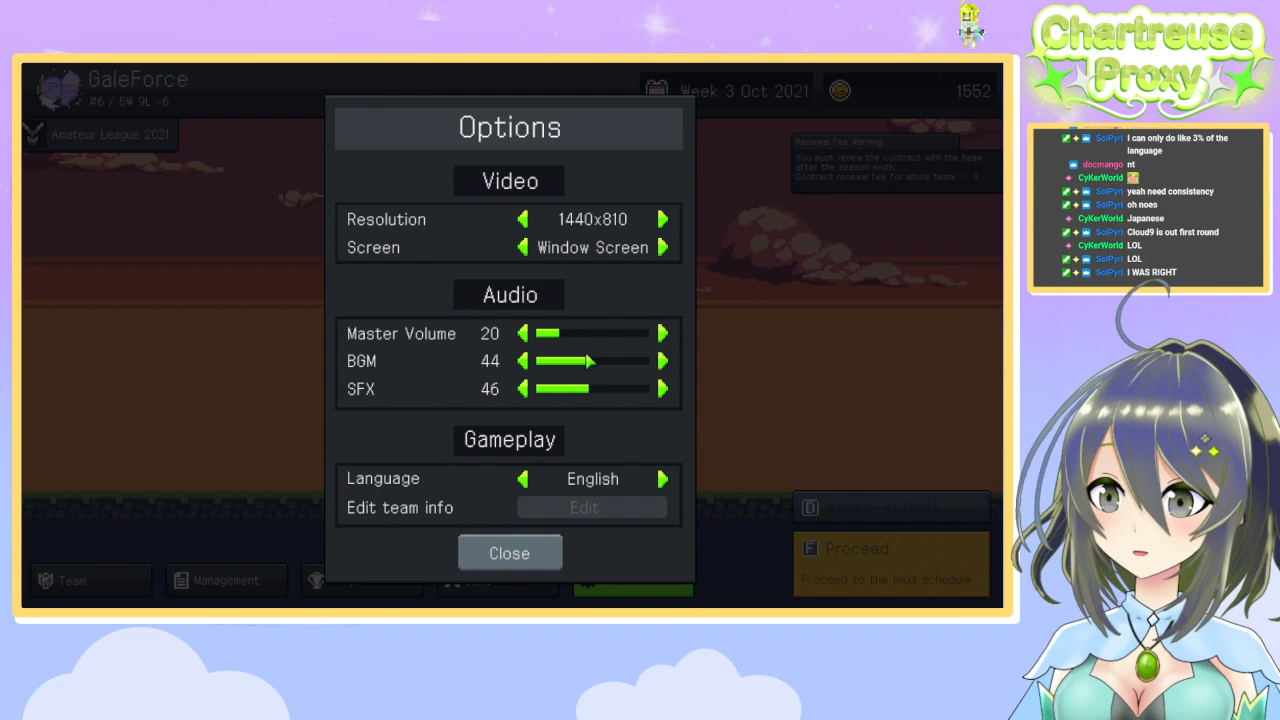 Chartreuse
Proxy
GaleForce
#6 / 5W 9L -6
Week 3 Oct 2021
1552
Amateur League 2021
Renewal Fee Warning
You must renew the contract with the team
after the season ends.
Contract renewal fee for whole team
Options
Video
Resolution 1440x810
Screen Window Screen
Audio
Master Volume 20
BGM 44
SFX 46
Gameplay
Language English
Edit team info Edit
Close
Team
Management
D
F Proceed
Proceed to the next schedule
SolPyri I can only do like 3% of the
language
docmango nt
CyKerWorld
SolPyri yeah need consistency
SolPyri oh noes
CyKerWorld Japanese
SolPyri Cloud9 is out first round
CyKerWorld LOL
SolPyri LOL
SolPyri I WAS RIGHT